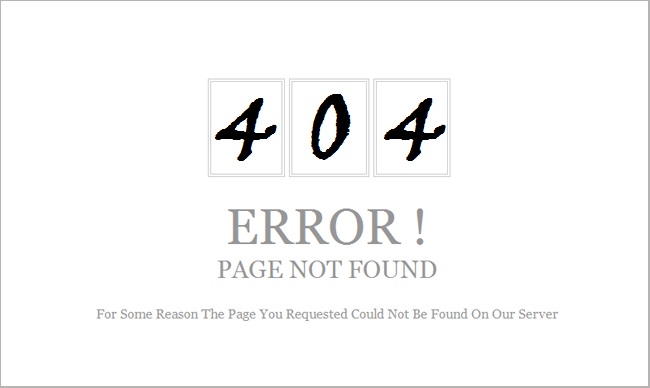 404
ERROR !
PAGE NOT FOUND
For Some Reason The Page You Requested Could Not Be Found On Our Server